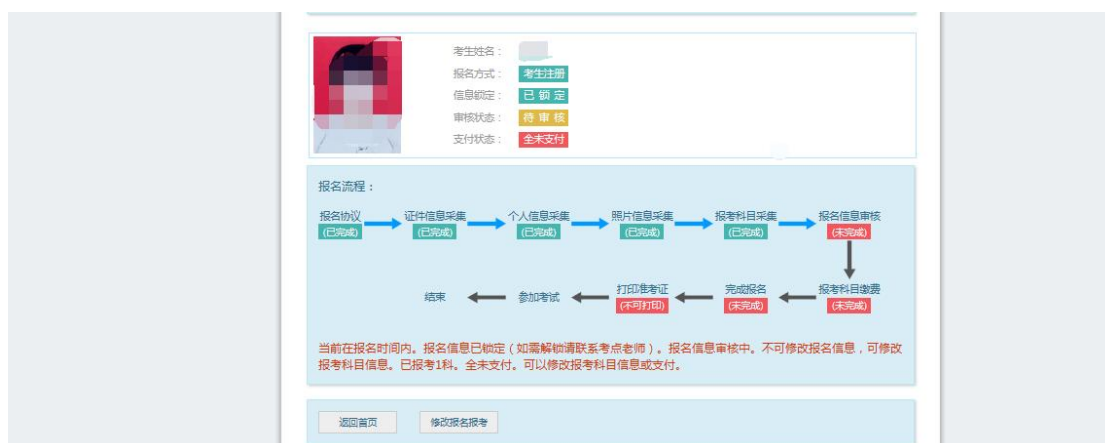 考生姓名：
报名方式： 考生注册
信息锁定： 已 锁 定
审核状态： 待 审 核
支付状态： 全未支付
报名流程：
报名协议 证件信息采集 个人信息采集 照片信息采集 报考科目采集 报名信息审核
(已完成) (已完成) (已完成) (已完成) (已完成) (未完成)
结束 参加考试 打印准考证 完成报名 报考科目缴费
(不可打印) (未完成) (未完成)
当前在报名时间内。报名信息已锁定（如需解锁请联系考点老师）。报名信息审核中。不可修改报名信息，可修改
报考科目信息。已报考1科。全未支付。可以修改报考科目信息或支付。
返回首页 修改报名报考